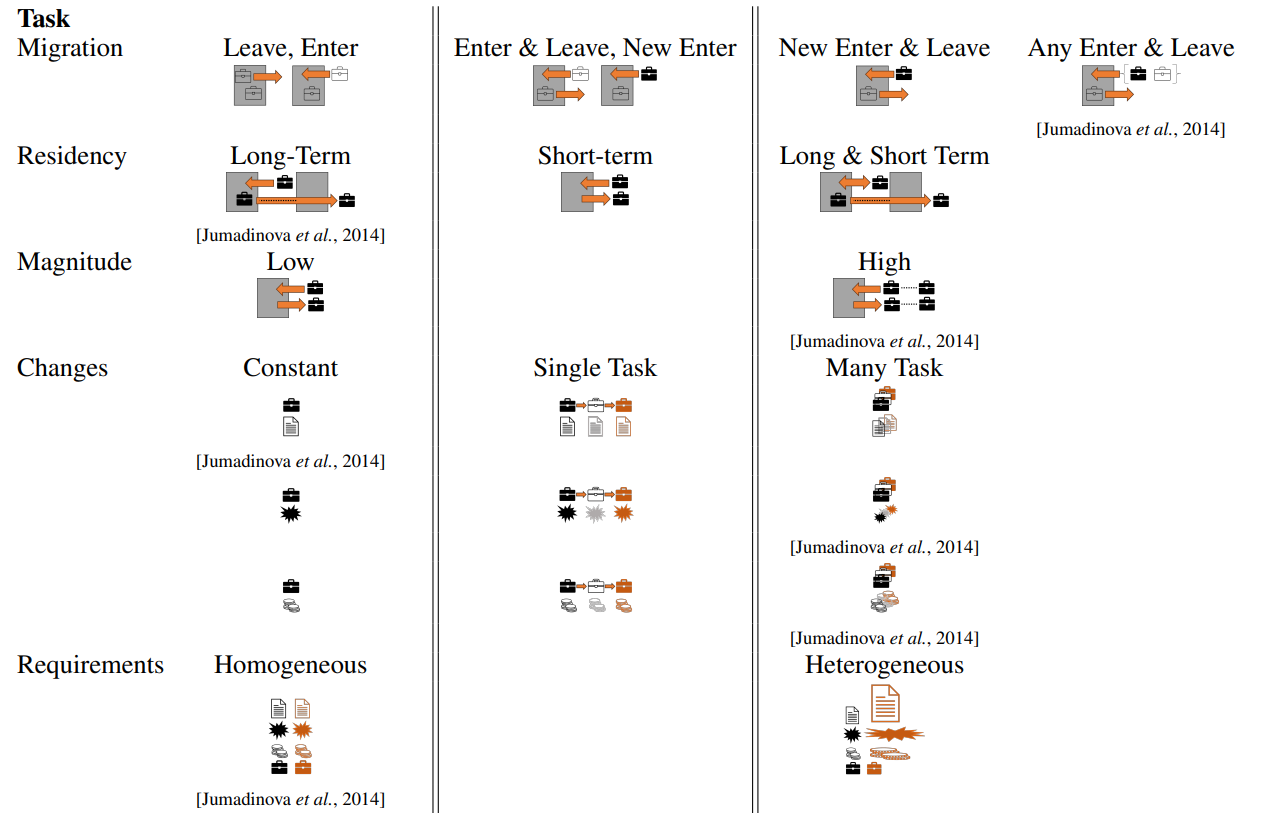 Task
Migration Leave, Enter Enter & Leave, New Enter New Enter & Leave Any Enter & Leave
[Jumadinova et al., 2014]
Residency Long-Term Short-term Long & Short Term
[Jumadinova et al., 2014]
Magnitude Low High
[Jumadinova et al., 2014]
Changes Constant Single Task Many Task
[Jumadinova et al., 2014]
[Jumadinova et al., 2014]
[Jumadinova et al., 2014]
Requirements Homogeneous Heterogeneous
[Jumadinova et al., 2014]